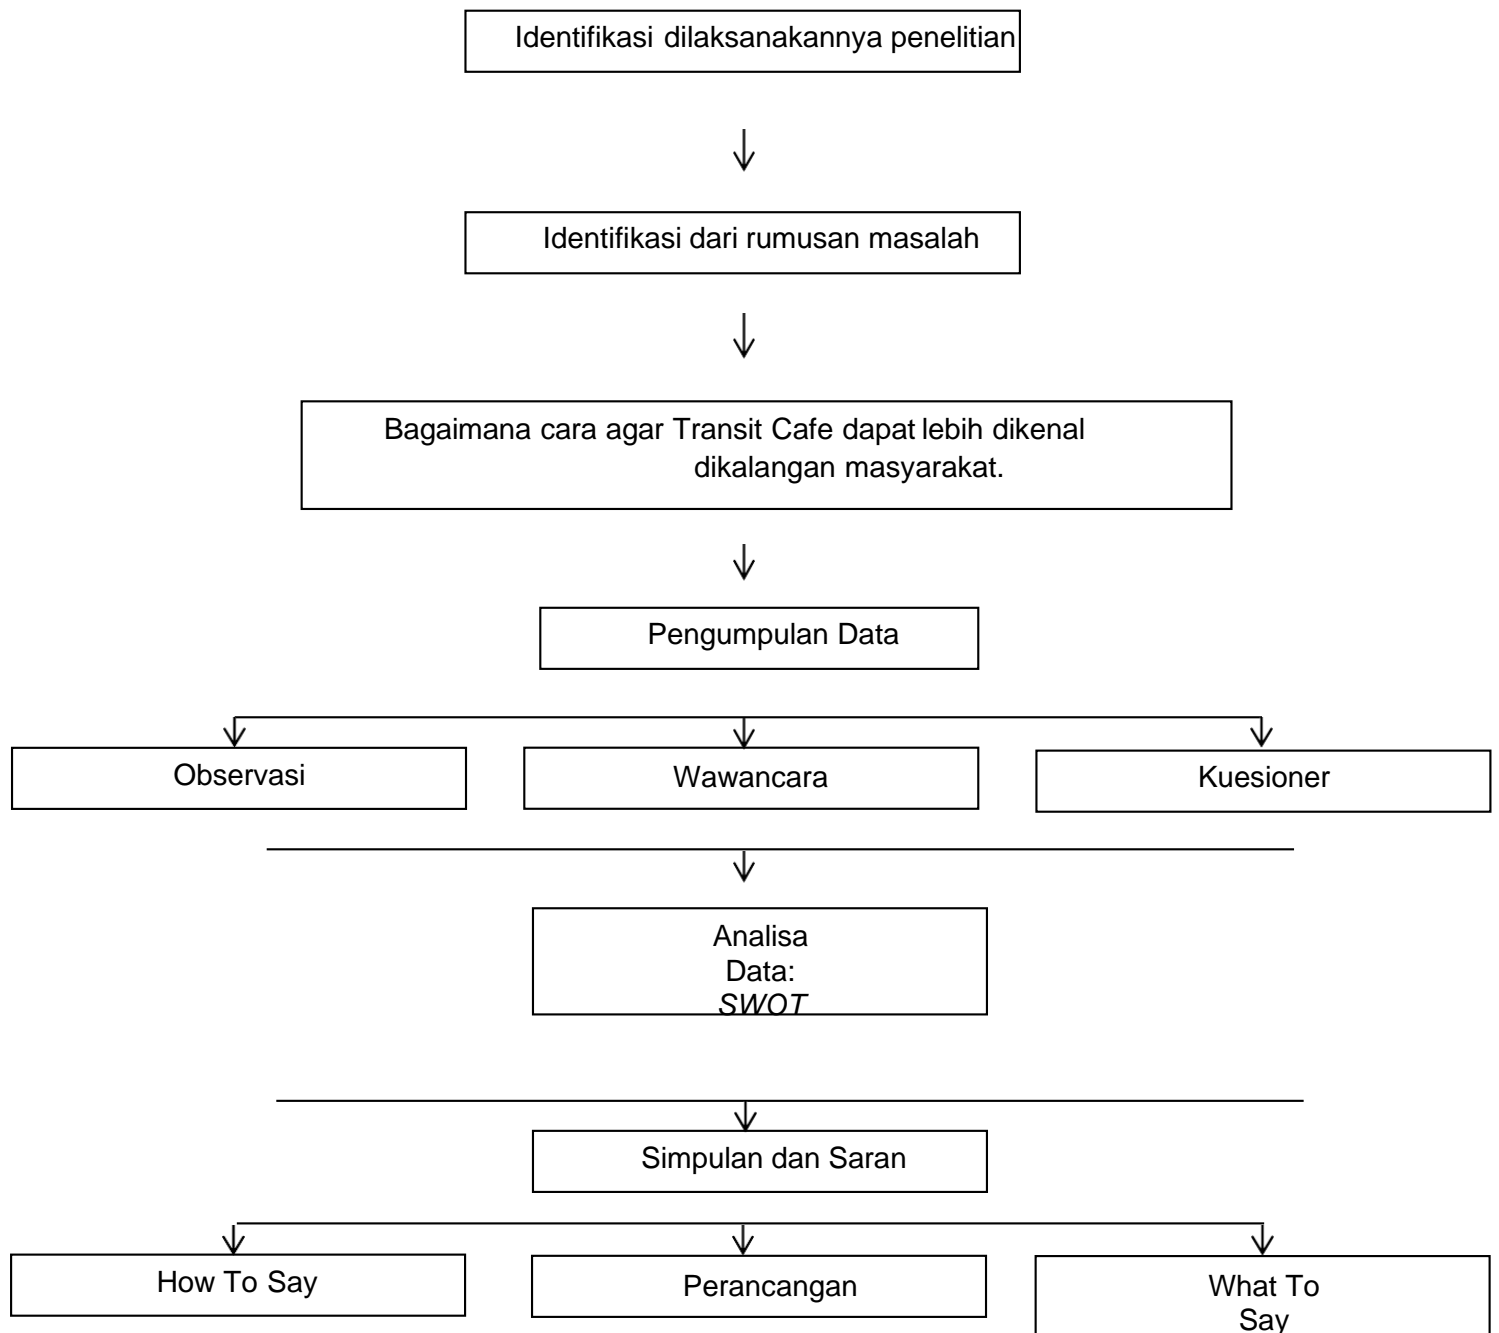 Identifikasi dilaksanakannya penelitian
Identifikasi dari rumusan masalah
Bagaimana cara agar Transit Cafe dapat lebih dikenal
dikalangan masyarakat.
Pengumpulan Data
Observasi
Wawancara
Kuesioner
Analisa
Data:
SWOT
Simpulan dan Saran
How To Say
Perancangan
What To
Say